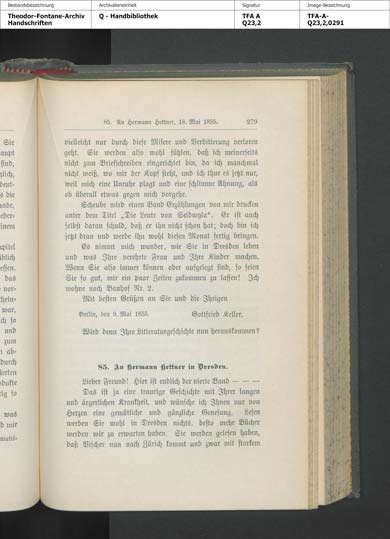 Bestandsbezeichnung
Archivalieneinheit
Signatur
Image-Bezeichnung
Theodor-Fontane-Archiv
Handschriften
Q - Handbibliothek
TFA A
Q23,2
TFA-A-
Q23,2,0291
85. An Hermann Hettner, 18. Mai 1855. 279
vielleicht nur durch diese Misere und Verbitterung verloren
geht. Sie werden also wohl fühlen, daß ich meinerseits
nicht zum Briefschreiben eingerichtet bin, da ich manchmal
nicht weiß, wo mir der Kopf steht, und ich thue es jetzt nur,
weil mich eine Unruhe plagt und eine schlimme Ahnung, als
ob überall etwas gegen mich vorgehe.
Scheube wird einen Band Erzählungen von mir drucken
unter dem Titel „Die Leute von Seldwyla“. Er ist auch
selbst daran schuld, daß er ihn nicht schon hat; doch bin ich
jetzt dran und werde ihn wohl diesen Monat fertig bringen.
Es nimmt mich wunder, wie Sie in Dresden leben
und was Ihre verehrte Frau und Ihre Kinder machen.
Wenn Sie also immer können oder aufgelegt sind, so seien
Sie so gut, mir ein paar Zeilen zukommen zu lassen! Ich
wohne noch Bauhof Nr. 2.
Mit besten Grüßen an Sie und die Ihrigen
Berlin, den 9. Mai 1855. Gottfried Keller.
Wird denn Ihre Litteraturgeschichte nun herauskommen?
85. An Hermann Hettner in Dresden.
Lieber Freund! Hier ist endlich der vierte Band — — —
Das ist ja eine traurige Geschichte mit Ihrer langen
und ärgerlichen Krankheit, und wünsche ich Ihnen nur von
Herzen eine gemütliche und gänzliche Genesung. Lesen
werden Sie wohl in Dresden nichts, desto mehr Bücher
werden wir zu erwarten haben. Sie werden gelesen haben,
daß Vischer nun nach Zürich kommt und zwar mit starkem